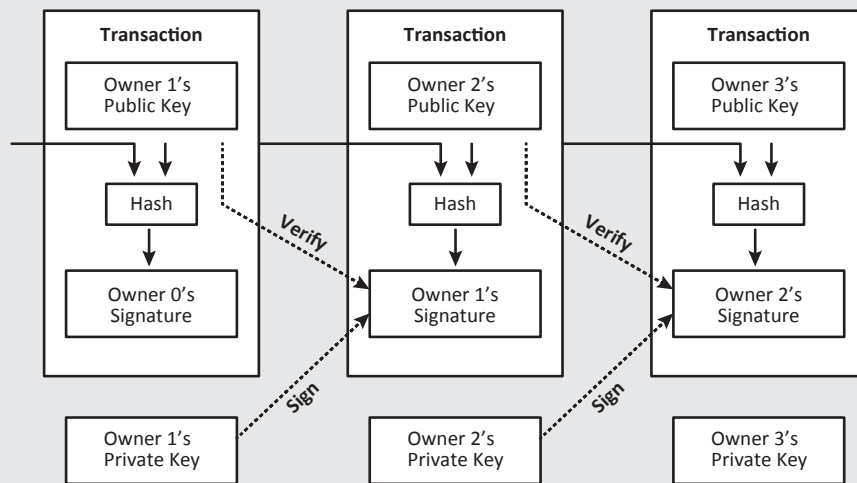 Transaction
Transaction
Transaction
Owner 1's
Public Key
Owner 2's
Public Key
Owner 3's
Public Key
Hash
Hash
Hash
Verify
Verify
Owner 0's
Signature
Owner 1's
Signature
Owner 2's
Signature
Sign
Sign
Owner 1's
Private Key
Owner 2's
Private Key
Owner 3's
Private Key